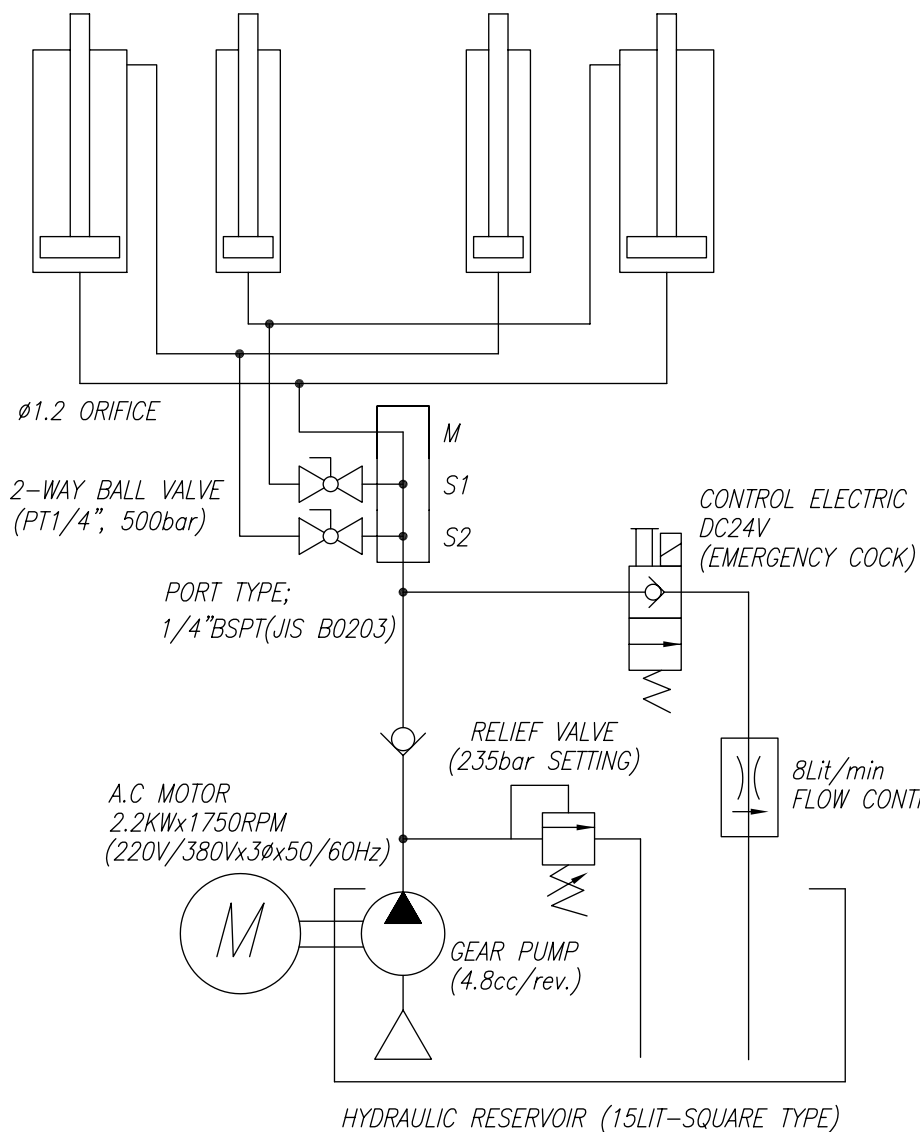 ø1.2 ORIFICE
M
2-WAY BALL VALVE
(PT1/4", 500bar)
S1
S2
CONTROL ELECTRIC
DC24V
(EMERGENCY COCK)
PORT TYPE;
1/4"BSPT(JIS B0203)
RELIEF VALVE
(235bar SETTING)
8Lit/min
FLOW CONT
A.C MOTOR
2.2KWx1750RPM
(220V/380Vx3øx50/60Hz)
M
GEAR PUMP
(4.8cc/rev.)
HYDRAULIC RESERVOIR (15LIT-SQUARE TYPE)